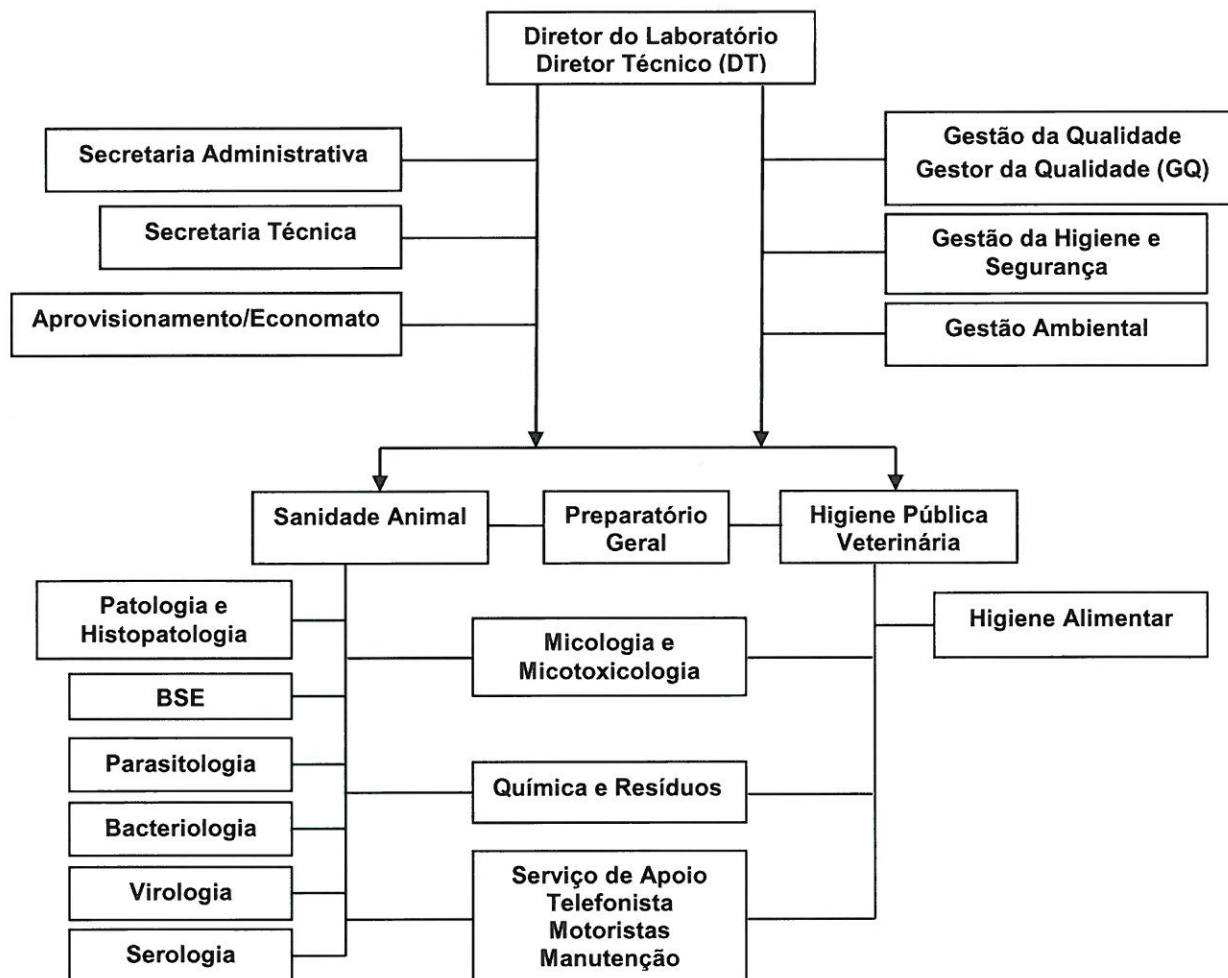 Diretor do Laboratório
Diretor Técnico (DT)
Secretaria Administrativa
Secretaria Técnica
Aprovisionamento/Economato
Gestão da Qualidade
Gestor da Qualidade (GQ)
Gestão da Higiene e
Segurança
Gestão Ambiental
Sanidade Animal
Preparatório
Geral
Higiene Pública
Veterinária
Patologia e
Histopatologia
BSE
Parasitologia
Bacteriologia
Virologia
Serologia
Micologia e
Micotoxicologia
Química e Resíduos
Serviço de Apoio
Telefonista
Motoristas
Manutenção
Higiene Alimentar